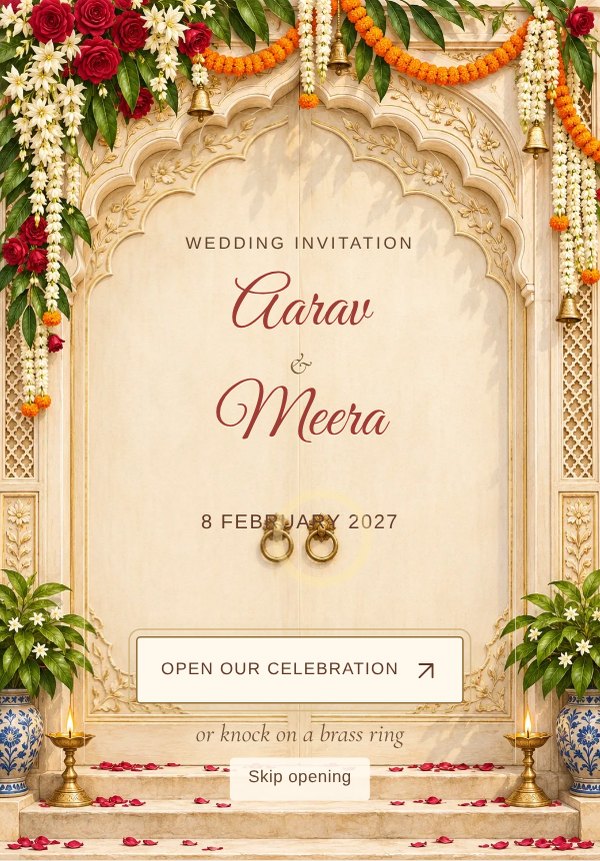 WEDDING INVITATION
Aarav
&
Meera
8 FEBRUARY 2027
OPEN OUR CELEBRATION
or knock on a brass ring
Skip opening